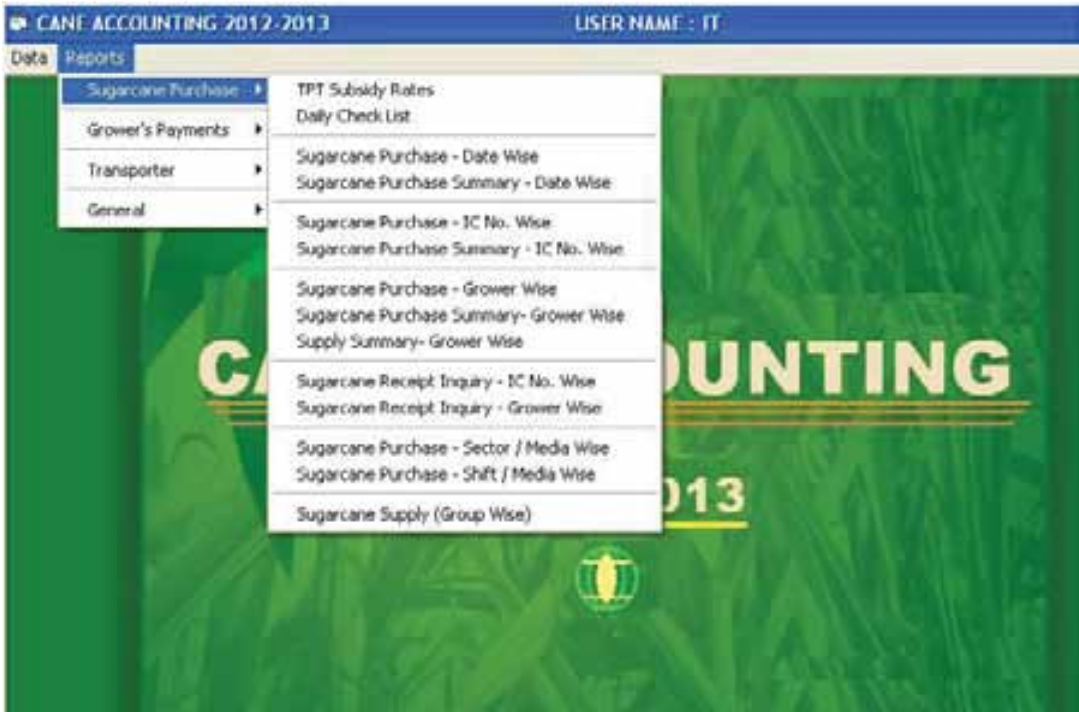 CANE ACCOUNTING 2012-2013 USER NAME : IT
Data Reports
Sugarcane Purchase
Grower's Payments
Transporter
General
TPT Subsidy Rates
Daily Check List
Sugarcane Purchase - Date Wise
Sugarcane Purchase Summary - Date Wise
Sugarcane Purchase - IC No. Wise
Sugarcane Purchase Summary - IC No. Wise
Sugarcane Purchase - Grower Wise
Sugarcane Purchase Summary- Grower Wise
Supply Summary- Grower Wise
Sugarcane Receipt Inquiry - IC No. Wise
Sugarcane Receipt Inquiry - Grower Wise
Sugarcane Purchase - Sector / Media Wise
Sugarcane Purchase - Shift / Media Wise
Sugarcane Supply (Group Wise)
C OUNTING
013